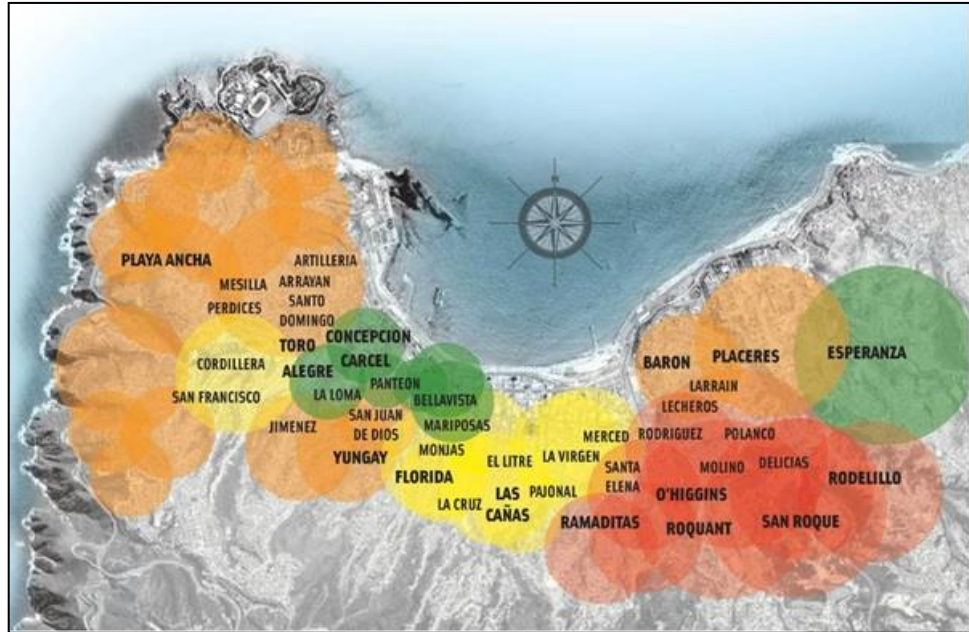 PLAYA ANCHA
ARTILLERIA
MESILLA
ARRAYAN
PERDICES
SANTO
DOMINGO
TORO
CONCEPCION
CORDILLERA
ALEGRE
CARCEL
SAN FRANCISCO
LA LOMA
PANTEON
BELLAVISTA
JIMENEZ
SAN JUAN
DE DIOS
MARIPOSAS
YUNGAY
MONJAS
FLORIDA
EL LITRE
LA VIRGEN
MERCED
LA CRUZ
LAS
CAÑAS
PAJONAL
BARON
PLACERES
ESPERANZA
LARRAIN
LECHEROS
RODRIGUEZ
POLANCO
SANTA
ELENA
MOLINO
DELICIAS
RODELILLO
O'HIGGINS
RAMADITAS
ROQUANT
SAN ROQUE